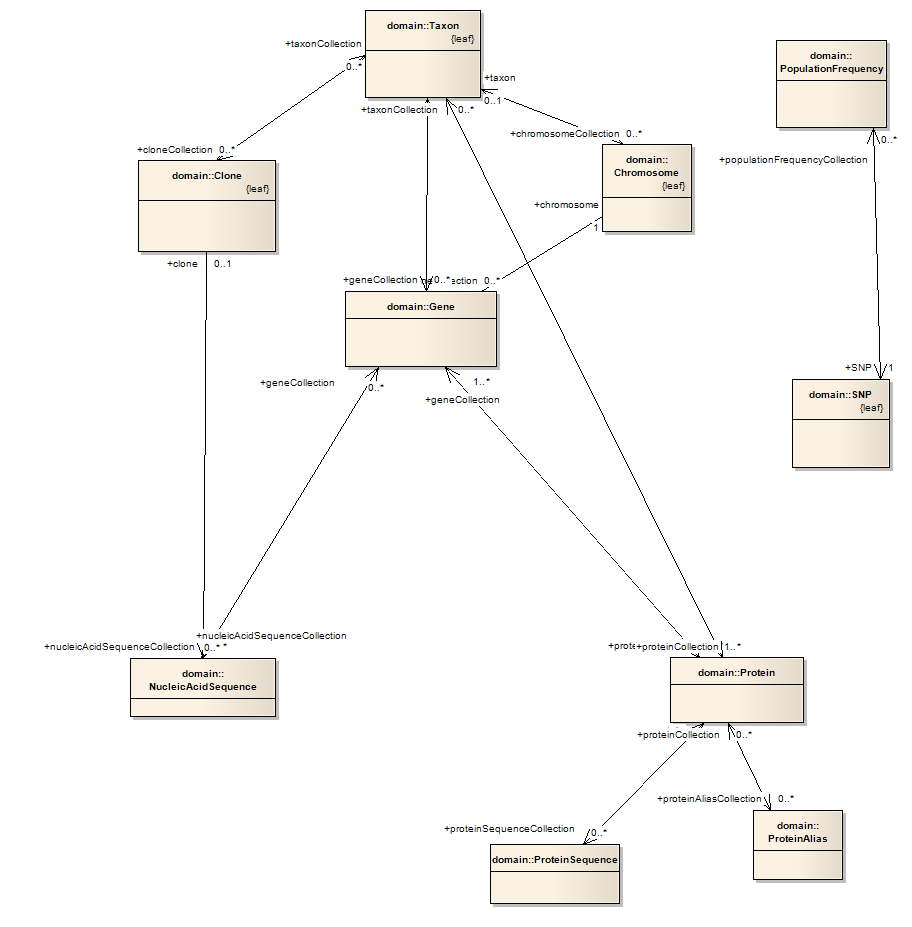 domain::Taxon
{leaf}
+taxonCollection
0..*
+taxon
0..1
+taxonCollection
0..*
domain::
PopulationFrequency
0..*
+populationFrequencyCollection
+chromosomeCollection 0..*
domain::
Chromosome
{leaf}
+chromosome
1
+cloneCollection 0..*
domain::Clone
{leaf}
+clone 0..1
+geneCollection
0..*
ction
0..*
domain::Gene
+geneCollection
0..*
1..*
+geneCollection
+SNP
1
domain::SNP
{leaf}
+nucleicAcidSequenceCollection
+nucleicAcidSequenceCollection
0..* *
domain::
NucleicAcidSequence
+prote
+proteinCollection
1..*
domain::Protein
+proteinCollection
0..*
+proteinAliasCollection 0..*
domain::
ProteinAlias
+proteinSequenceCollection
0..*
domain::ProteinSequence